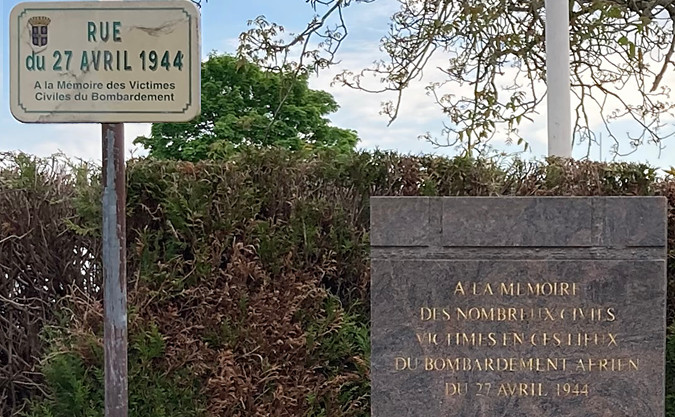 RUE
du 27 AVRIL 1944
A la Mémoire des Victimes
Civiles du Bombardement
A LA MEMOIRE
DES NOMBREUX CIVILS
VICTIMES EN CES LIEUX
DU BOMBARDEMENT AERIEN
DU 27 AVRIL 1944